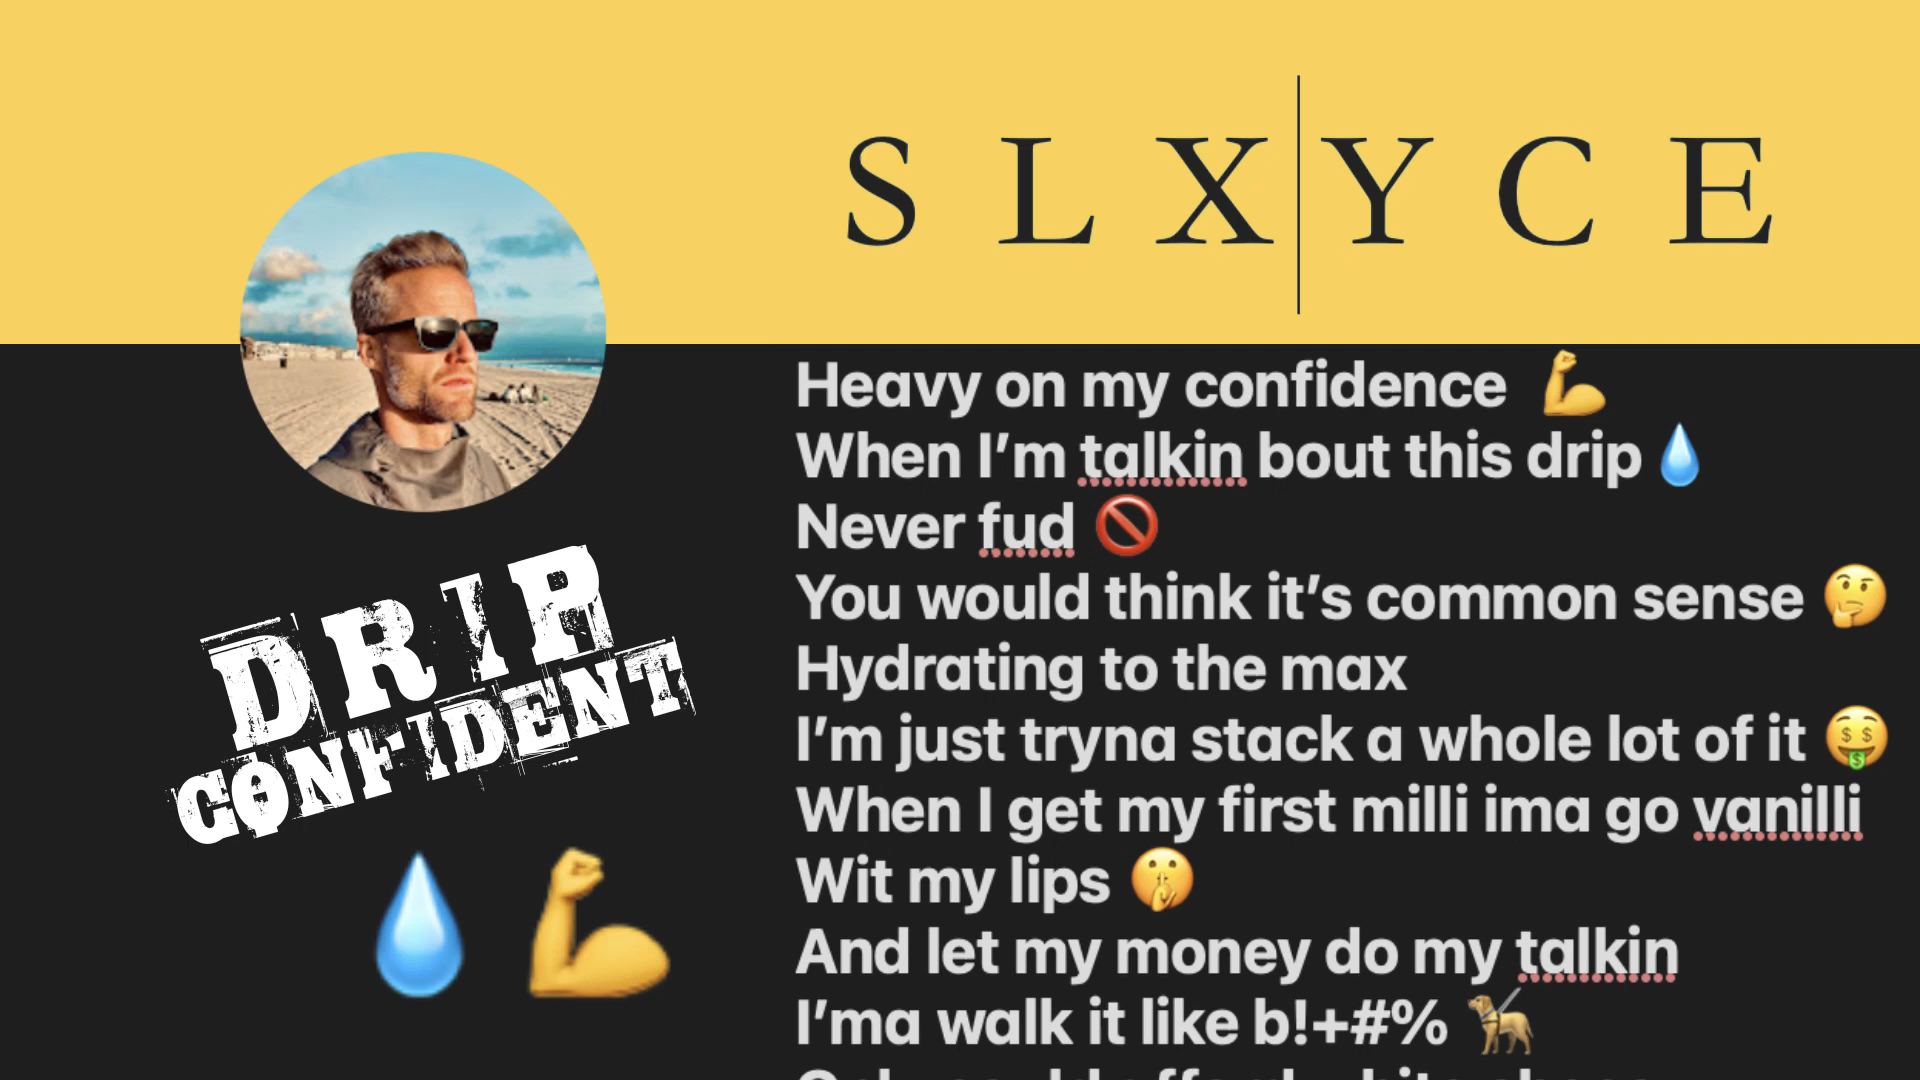 S L X | Y C E
Heavy on my confidence 💪
When I’m talkin bout this drip💧
Never fud 🚫
You would think it’s common sense 🤔
Hydrating to the max
I’m just tryna stack a whole lot of it 🤑
When I get my first milli ima go vanilli
Wit my lips 🤫
And let my money do my talkin
I’ma walk it like b!+#% 🦮
DRIP
CONFIDENT
💧 💪